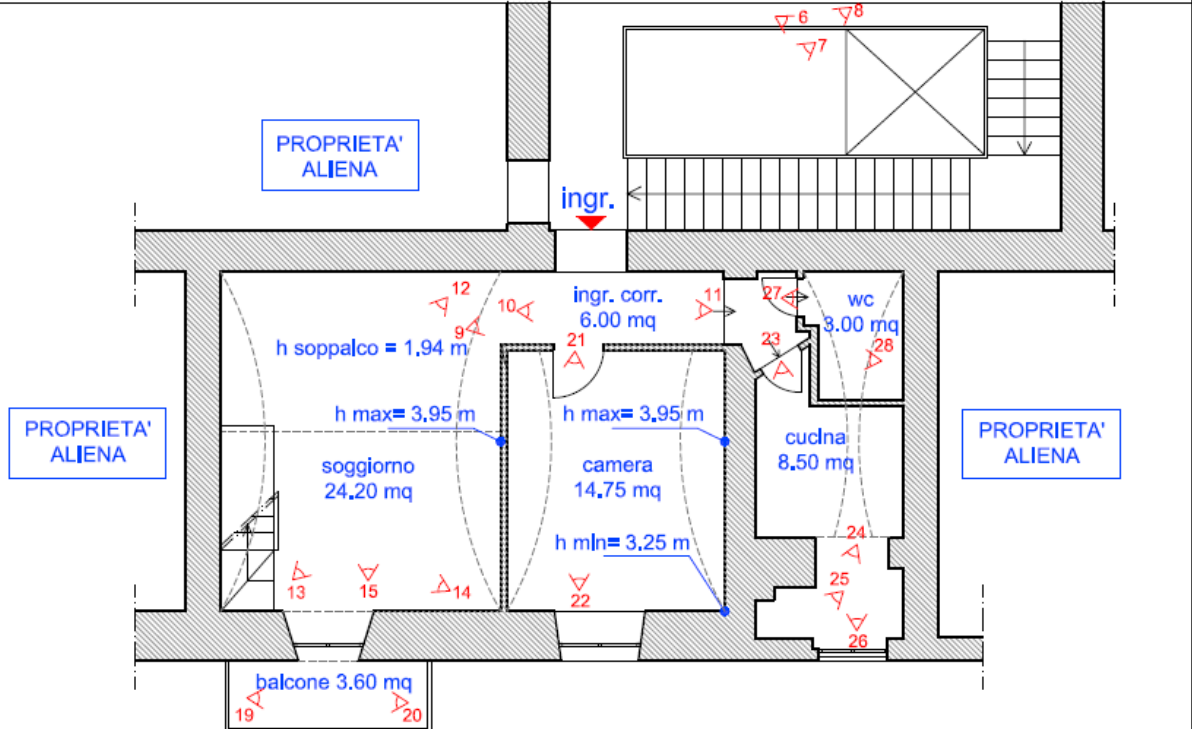 6
8
7
PROPRIETA'
ALIENA
ingr.
12
10
9
ingr. corr.
6.00 mq
11
27
wc
3.00 mq
28
21
23
h soppalco = 1.94 m
h max= 3.95 m
h max= 3.95 m
PROPRIETA'
ALIENA
soggiorno
24.20 mq
camera
14.75 mq
cucina
8.50 mq
PROPRIETA'
ALIENA
h min= 3.25 m
24
13
15
14
22
25
26
balcone 3.60 mq
19
20